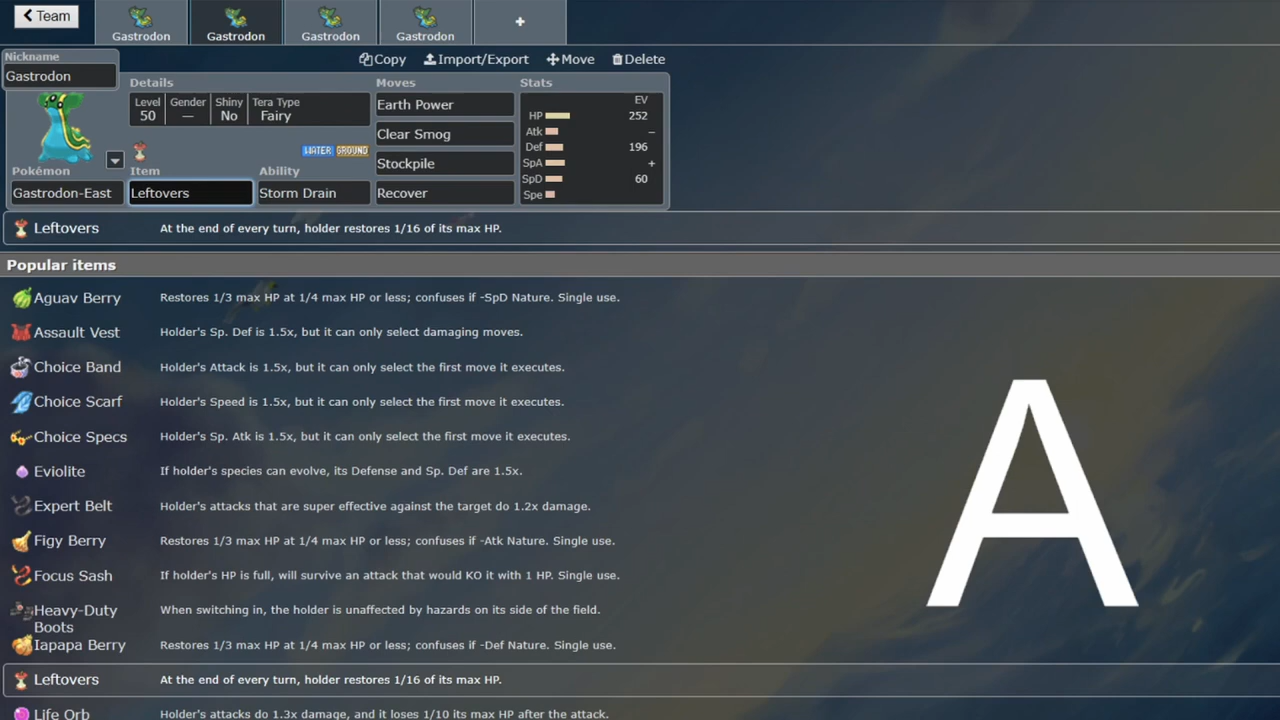 Team
Gastrodon
Gastrodon
Gastrodon
Gastrodon
+
Nickname
Gastrodon
Copy Import/Export Move Delete
Details
Moves
Stats
Level Gender Shiny Tera Type
50 — No Fairy
WATER GROUND
Pokémon
Item
Ability
Gastrodon-East
Leftovers
Storm Drain
Earth Power
Clear Smog
Stockpile
Recover
EV
HP 252
Atk –
Def 196
SpA +
SpD 60
Spe
Leftovers At the end of every turn, holder restores 1/16 of its max HP.
Popular items
Aguav Berry Restores 1/3 max HP at 1/4 max HP or less; confuses if -SpD Nature. Single use.
Assault Vest Holder's Sp. Def is 1.5x, but it can only select damaging moves.
Choice Band Holder's Attack is 1.5x, but it can only select the first move it executes.
Choice Scarf Holder's Speed is 1.5x, but it can only select the first move it executes.
Choice Specs Holder's Sp. Atk is 1.5x, but it can only select the first move it executes.
Eviolite If holder's species can evolve, its Defense and Sp. Def are 1.5x.
Expert Belt Holder's attacks that are super effective against the target do 1.2x damage.
Figy Berry Restores 1/3 max HP at 1/4 max HP or less; confuses if -Atk Nature. Single use.
Focus Sash If holder's HP is full, will survive an attack that would KO it with 1 HP. Single use.
Heavy-Duty Boots When switching in, the holder is unaffected by hazards on its side of the field.
Iapapa Berry Restores 1/3 max HP at 1/4 max HP or less; confuses if -Def Nature. Single use.
Leftovers At the end of every turn, holder restores 1/16 of its max HP.
Life Orb Holder's attacks do 1.3x damage, and it loses 1/10 its max HP after the attack.
A